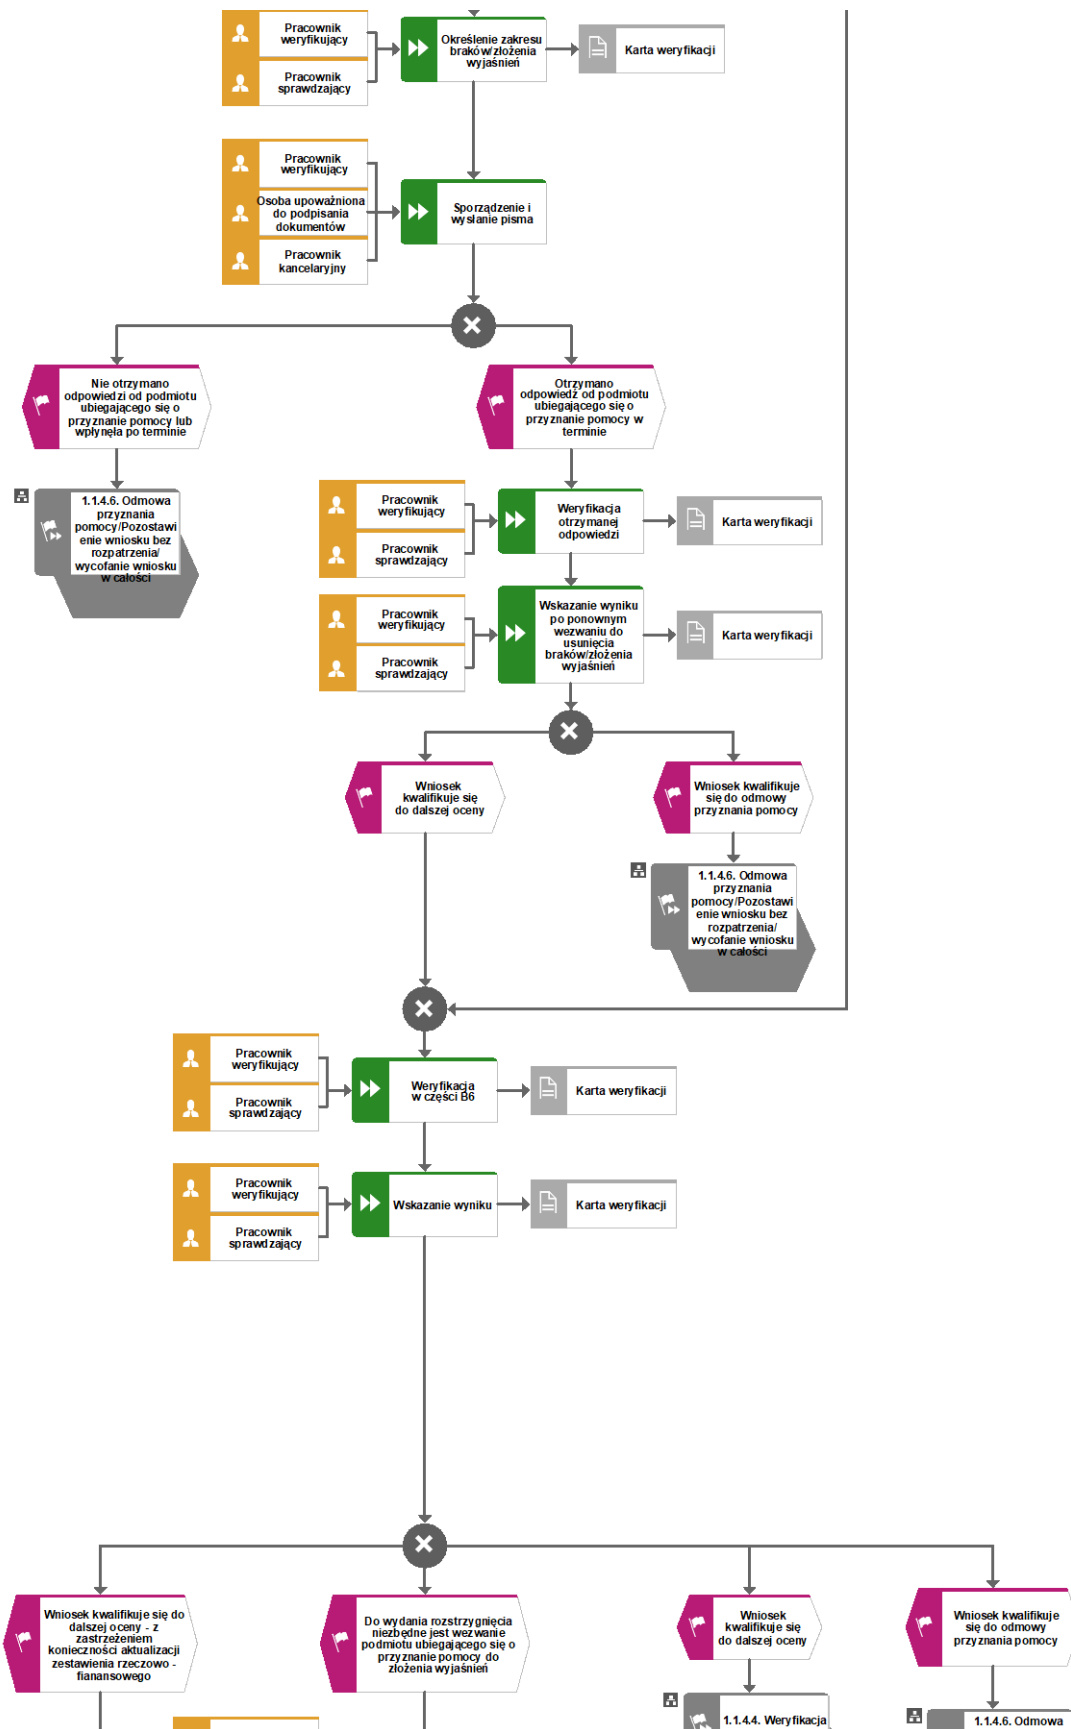 Pracownik
weryfikujący
Pracownik
sprawdzający
Określenie zakresu
braków/złożenia
wyjaśnień
Karta weryfikacji
Pracownik
weryfikujący
Osoba upoważniona
do podpisania
dokumentów
Pracownik
kancelaryjny
Sporządzenie i
wysłanie pisma
Nie otrzymano
odpowiedzi od podmiotu
ubiegającego się o
przyznanie pomocy lub
wpłynęła po terminie
Otrzymano
odpowiedź od podmiotu
ubiegającego się o
przyznanie pomocy w
terminie
1.1.4.6. Odmowa
przyznania
pomocy/Pozostawi
enie wniosku bez
rozpatrzenia/
wycofanie wniosku
w całości
Pracownik
weryfikujący
Pracownik
sprawdzający
Weryfikacja
otrzymanej
odpowiedzi
Karta weryfikacji
Pracownik
weryfikujący
Pracownik
sprawdzający
Wskazanie wyniku
po ponownym
wezwaniu do
usunięcia
braków/złożenia
wyjaśnień
Karta weryfikacji
Wniosek
kwalifikuje się
do dalszej oceny
Wniosek kwalifikuje
się do odmowy
przyznania pomocy
1.1.4.6. Odmowa
przyznania
pomocy/Pozostawi
enie wniosku bez
rozpatrzenia/
wycofanie wniosku
w całości
Pracownik
weryfikujący
Pracownik
sprawdzający
Weryfikacja
w części B6
Karta weryfikacji
Pracownik
weryfikujący
Pracownik
sprawdzający
Wskazanie wyniku
Karta weryfikacji
Wniosek kwalifikuje się do
dalszej oceny - z
zastrzeżeniem
konieczności aktualizacji
zestawienia rzeczowo -
fianansowego
Do wydania rozstrzygnięcia
niezbędne jest wezwanie
podmiotu ubiegającego się o
przyznanie pomocy do
złożenia wyjaśnień
Wniosek
kwalifikuje się
do dalszej oceny
Wniosek kwalifikuje
się do odmowy
przyznania pomocy
1.1.4.4. Weryfikacja
1.1.4.6. Odmowa